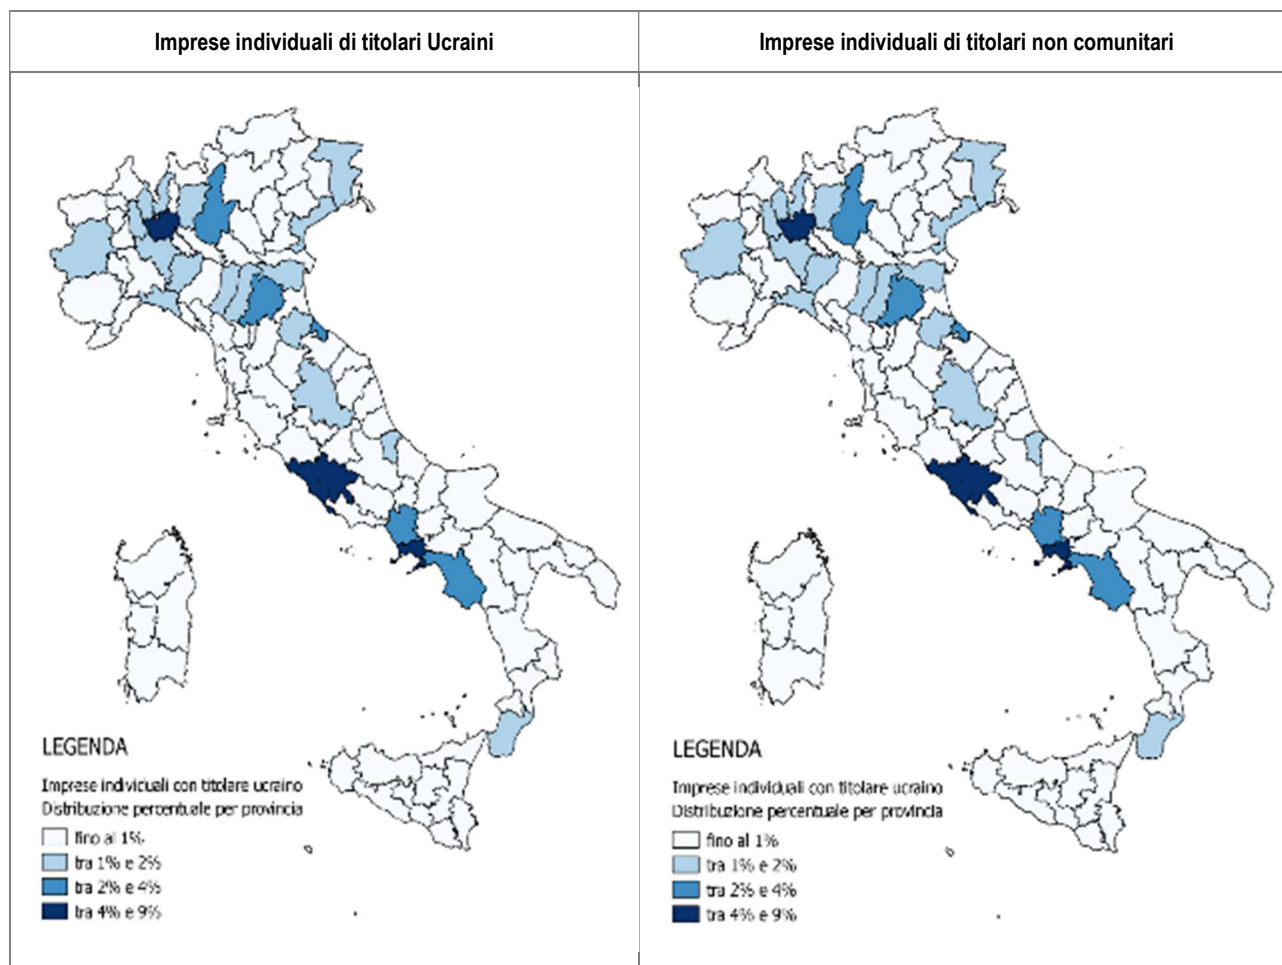 Imprese individuali di titolari Ucraini
Imprese individuali di titolari non comunitari
LEGENDA
Imprese individuali con titolare ucraino
Distribuzione percentuale per provincia
fino al 1%
tra 1% e 2%
tra 2% e 4%
tra 4% e 9%
LEGENDA
Imprese individuali con titolare ucraino
Distribuzione percentuale per provincia
fino al 1%
tra 1% e 2%
tra 2% e 4%
tra 4% e 9%